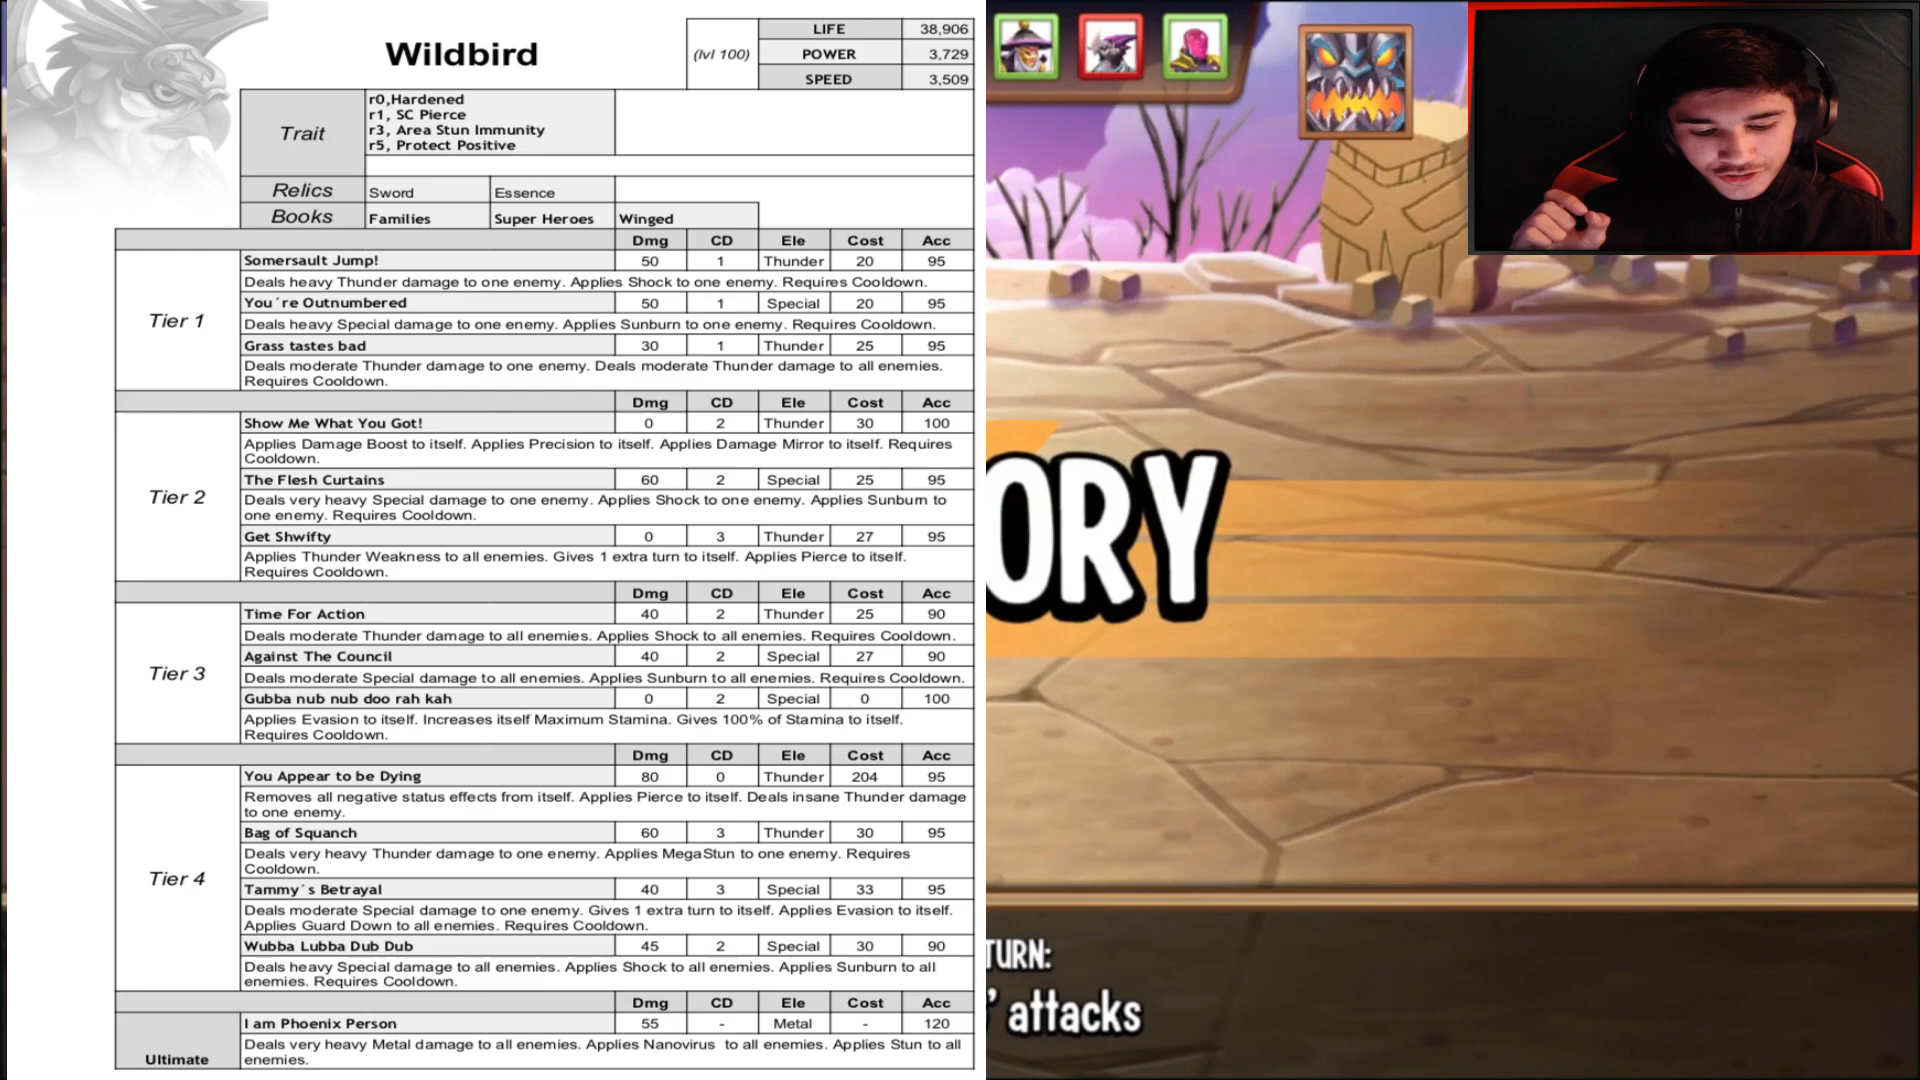 Wildbird
(lvl 100)
LIFE 38,906
POWER 3,729
SPEED 3,509
Trait
r0,Hardened
r1, SC Pierce
r3, Area Stun Immunity
r5, Protect Positive
Relics Sword Essence
Books Families Super Heroes Winged
Dmg CD Ele Cost Acc
Tier 1
Somersault Jump! 50 1 Thunder 20 95
Deals heavy Thunder damage to one enemy. Applies Shock to one enemy. Requires Cooldown.
You´re Outnumbered 50 1 Special 20 95
Deals heavy Special damage to one enemy. Applies Sunburn to one enemy. Requires Cooldown.
Grass tastes bad 30 1 Thunder 25 95
Deals moderate Thunder damage to one enemy. Deals moderate Thunder damage to all enemies.
Requires Cooldown.
Dmg CD Ele Cost Acc
Tier 2
Show Me What You Got! 0 2 Thunder 30 100
Applies Damage Boost to itself. Applies Precision to itself. Applies Damage Mirror to itself. Requires
Cooldown.
The Flesh Curtains 60 2 Special 25 95
Deals very heavy Special damage to one enemy. Applies Shock to one enemy. Applies Sunburn to
one enemy. Requires Cooldown.
Get Shwifty 0 3 Thunder 27 95
Applies Thunder Weakness to all enemies. Gives 1 extra turn to itself. Applies Pierce to itself.
Requires Cooldown.
Dmg CD Ele Cost Acc
Tier 3
Time For Action 40 2 Thunder 25 90
Deals moderate Thunder damage to all enemies. Applies Shock to all enemies. Requires Cooldown.
Against The Council 40 2 Special 27 90
Deals moderate Special damage to all enemies. Applies Sunburn to all enemies. Requires Cooldown.
Gubba nub nub doo rah kah 0 2 Special 0 100
Applies Evasion to itself. Increases itself Maximum Stamina. Gives 100% of Stamina to itself.
Requires Cooldown.
Dmg CD Ele Cost Acc
Tier 4
You Appear to be Dying 80 0 Thunder 204 95
Removes all negative status effects from itself. Applies Pierce to itself. Deals insane Thunder damage
to one enemy.
Bag of Squanch 60 3 Thunder 30 95
Deals very heavy Thunder damage to one enemy. Applies MegaStun to one enemy. Requires
Cooldown.
Tammy´s Betrayal 40 3 Special 33 95
Deals moderate Special damage to one enemy. Gives 1 extra turn to itself. Applies Evasion to itself.
Applies Guard Down to all enemies. Requires Cooldown.
Wubba Lubba Dub Dub 45 2 Special 30 90
Deals heavy Special damage to all enemies. Applies Shock to all enemies. Applies Sunburn to all
enemies. Requires Cooldown.
Dmg CD Ele Cost Acc
Ultimate
I am Phoenix Person 55 - Metal - 120
Deals very heavy Metal damage to all enemies. Applies Nanovirus to all enemies. Applies Stun to all
enemies.
ORY
TURN:
' attacks